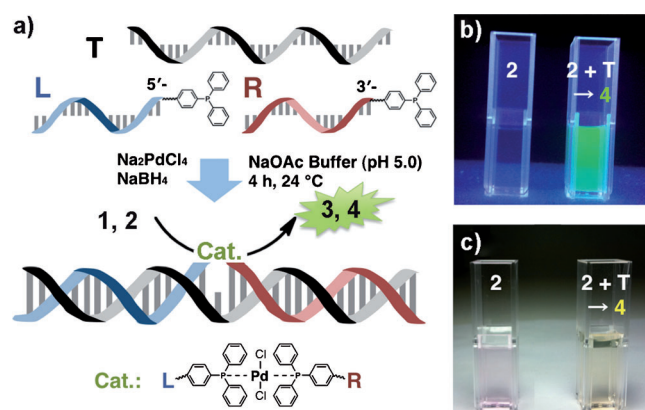 a)
T
L
5′-
P
R
3′-
P
Na₂PdCl₄
NaBH₄
NaOAc Buffer (pH 5.0)
4 h, 24 °C
1, 2
3, 4
Cat.
Cat.:
L
P
Cl
Pd
Cl
P
R
b)
2
2 + T
→ 4
c)
2
2 + T
→ 4